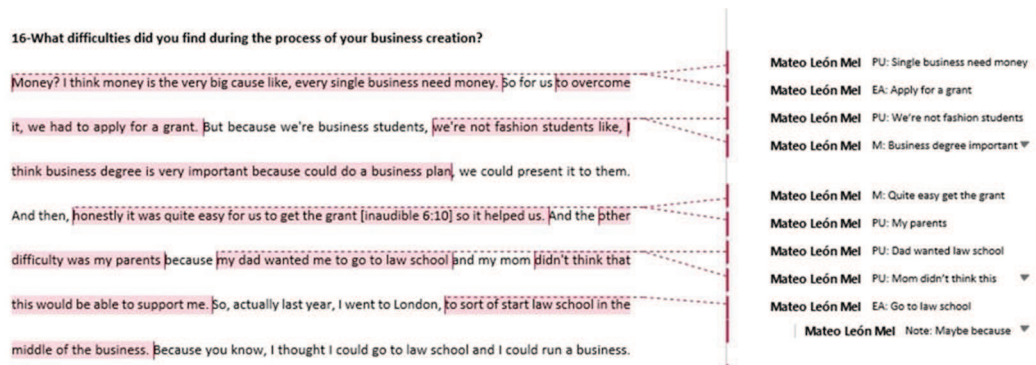 16-What difficulties did you find during the process of your business creation?
Money? I think money is the very big cause like, every single business need money. So for us to overcome
it, we had to apply for a grant. But because we're business students, we're not fashion students like, I
think business degree is very important because could do a business plan, we could present it to them.
And then, honestly it was quite easy for us to get the grant [inaudible 6:10] so it helped us. And the other
difficulty was my parents because my dad wanted me to go to law school and my mom didn't think that
this would be able to support me. So, actually last year, I went to London, to sort of start law school in the
middle of the business. Because you know, I thought I could go to law school and I could run a business.
Mateo León Mel PU: Single business need money
Mateo León Mel EA: Apply for a grant
Mateo León Mel PU: We're not fashion students
Mateo León Mel M: Business degree important
Mateo León Mel M: Quite easy get the grant
Mateo León Mel PU: My parents
Mateo León Mel PU: Dad wanted law school
Mateo León Mel PU: Mom didn't think this
Mateo León Mel EA: Go to law school
Mateo León Mel Note: Maybe because